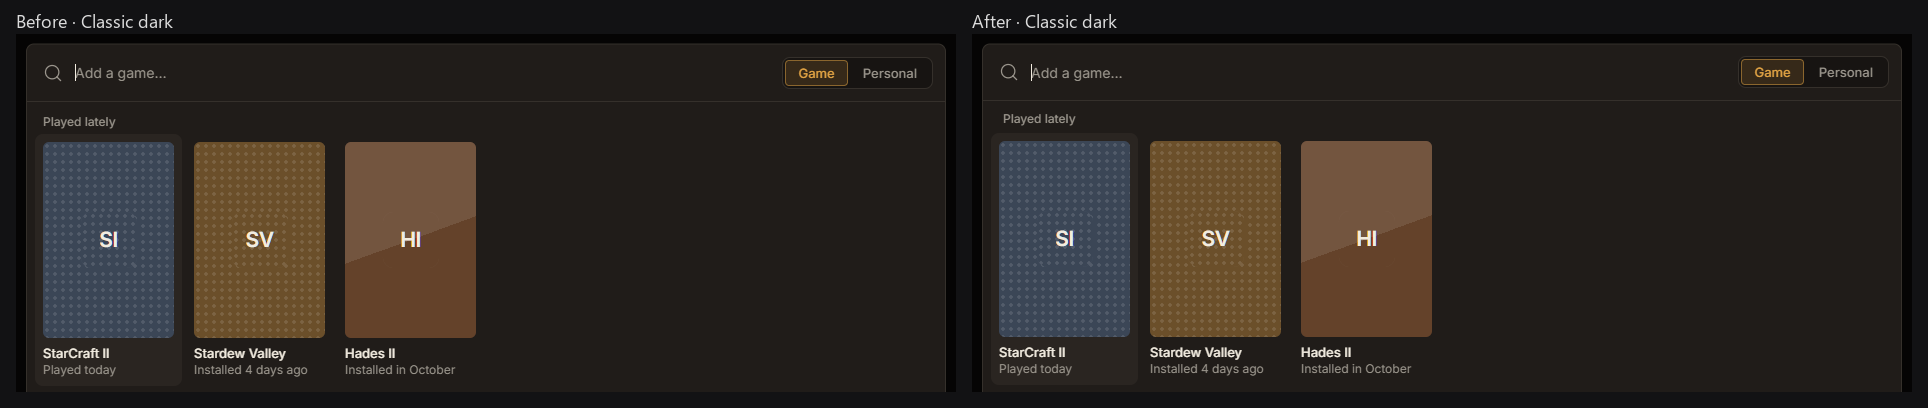 Before · Classic dark
Add a game...
Game Personal
Played lately
SI SV HI
StarCraft II Stardew Valley Hades II
Played today Installed 4 days ago Installed in October
After · Classic dark
Add a game...
Game Personal
Played lately
SI SV HI
StarCraft II Stardew Valley Hades II
Played today Installed 4 days ago Installed in October